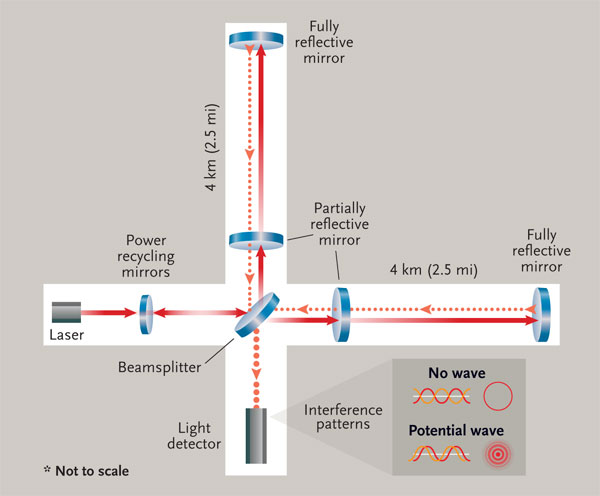 Fully
reflective
mirror
4 km (2.5 mi)
Partially
reflective
mirror
Power
recycling
mirrors
Fully
reflective
mirror
4 km (2.5 mi)
Laser
Beamsplitter
Light
detector
Interference
patterns
No wave
Potential wave
* Not to scale